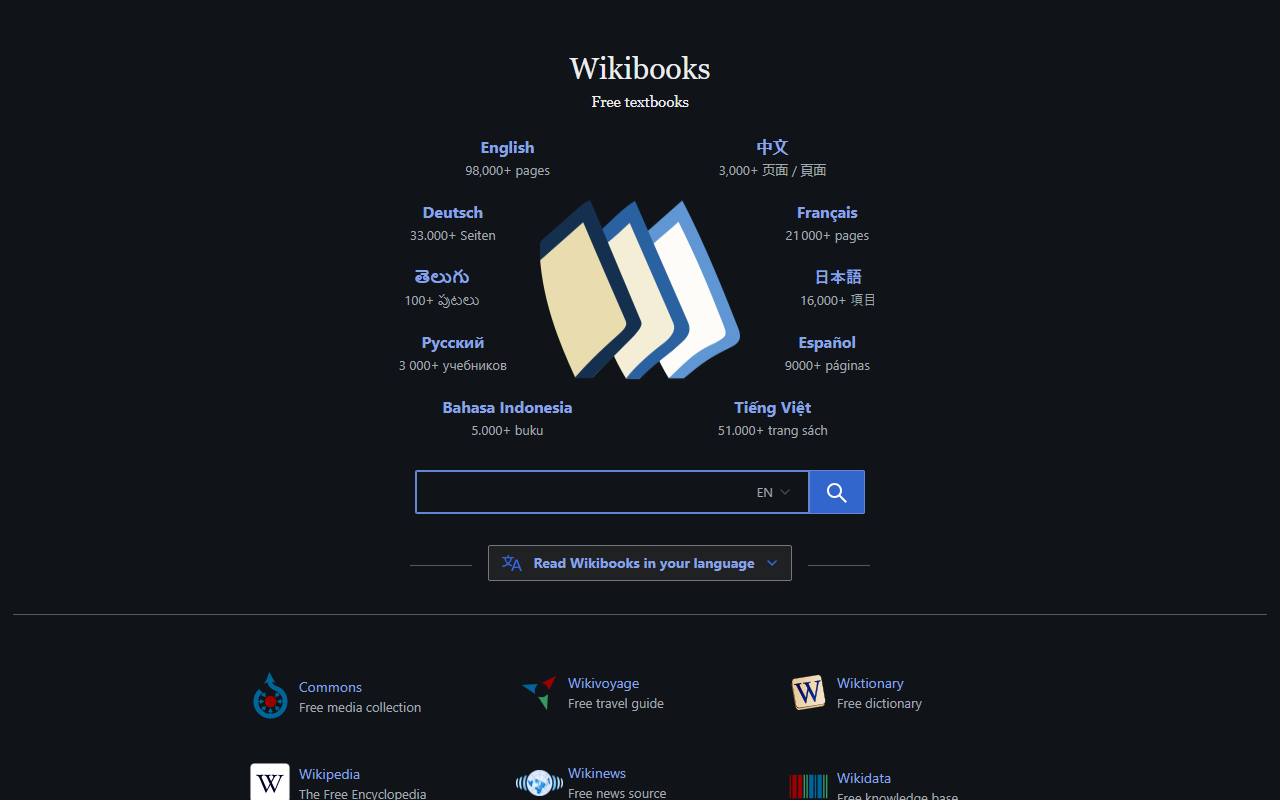 Wikibooks
Free textbooks
English
98,000+ pages
中文
3,000+ 页面 / 頁面
Deutsch
33.000+ Seiten
Français
21 000+ pages
తెలుగు
100+ పుటలు
日本語
16,000+ 項目
Русский
3 000+ учебников
Español
9000+ páginas
Bahasa Indonesia
5.000+ buku
Tiếng Việt
51.000+ trang sách
EN
Read Wikibooks in your language
Commons
Free media collection
Wikivoyage
Free travel guide
Wiktionary
Free dictionary
Wikipedia
The Free Encyclopedia
Wikinews
Free news source
Wikidata
Free knowledge base